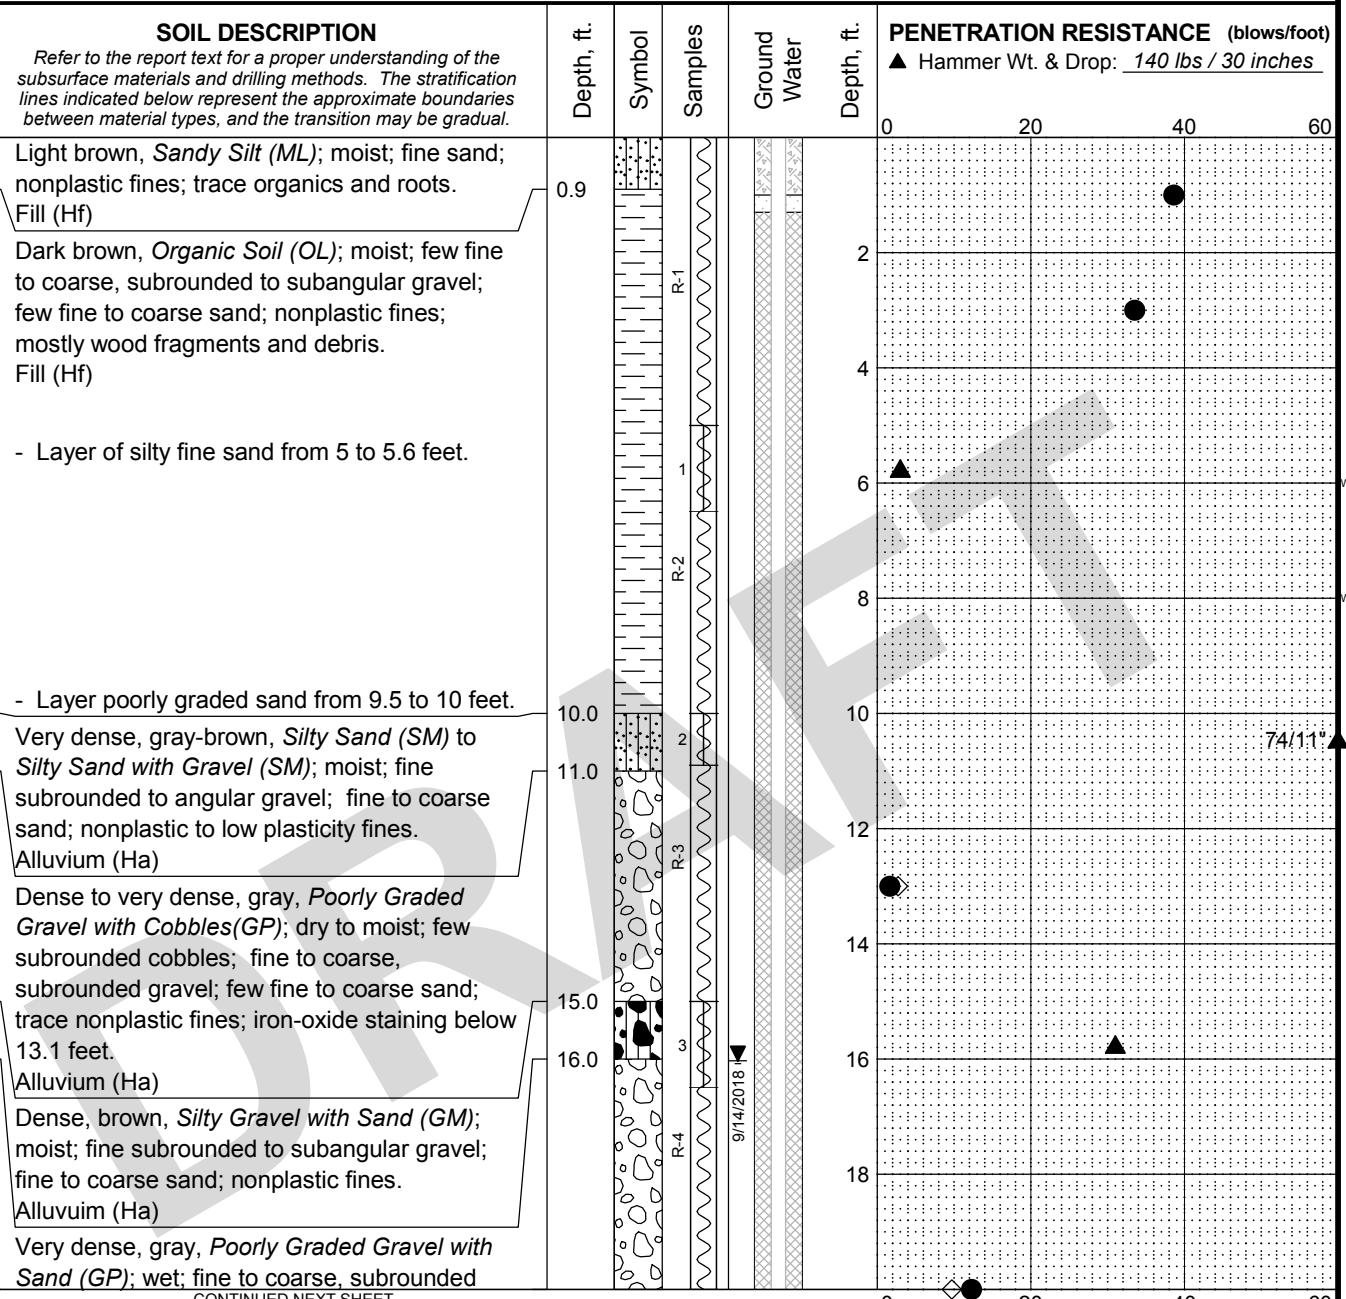 SOIL DESCRIPTION
Refer to the report text for a proper understanding of the
subsurface materials and drilling methods. The stratification
lines indicated below represent the approximate boundaries
between material types, and the transition may be gradual.
Depth, ft.
Symbol
Samples
Ground
Water
Depth, ft.
PENETRATION RESISTANCE (blows/foot)
▲ Hammer Wt. & Drop: 140 lbs / 30 inches
0 20 40 60
Light brown, Sandy Silt (ML); moist; fine sand;
nonplastic fines; trace organics and roots.
Fill (Hf)
0.9
Dark brown, Organic Soil (OL); moist; few fine
to coarse, subrounded to subangular gravel;
few fine to coarse sand; nonplastic fines;
mostly wood fragments and debris.
Fill (Hf)
- Layer of silty fine sand from 5 to 5.6 feet.
- Layer poorly graded sand from 9.5 to 10 feet.
10.0
Very dense, gray-brown, Silty Sand (SM) to
Silty Sand with Gravel (SM); moist; fine
subrounded to angular gravel; fine to coarse
sand; nonplastic to low plasticity fines.
Alluvium (Ha)
11.0
Dense to very dense, gray, Poorly Graded
Gravel with Cobbles(GP); dry to moist; few
subrounded cobbles; fine to coarse,
subrounded gravel; few fine to coarse sand;
trace nonplastic fines; iron-oxide staining below
13.1 feet.
Alluvium (Ha)
15.0
Dense, brown, Silty Gravel with Sand (GM);
moist; fine subrounded to subangular gravel;
fine to coarse sand; nonplastic fines.
Alluvuim (Ha)
16.0
Very dense, gray, Poorly Graded Gravel with
Sand (GP); wet; fine to coarse, subrounded
R-1
1
R-2
2
R-3
3
R-4
9/14/2018
2
4
6
8
10
12
14
16
18
74/11"
DRAFT
CONTINUED NEXT SHEET
0 20 40 60